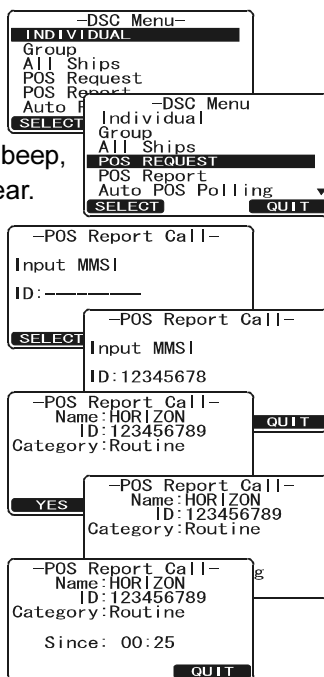 -DSC Menu-
INDIVIDUAL
Group
All Ships
POS Request
POS Report
Auto P
SELECT
beep,
ear.
-DSC Menu
Individual
Group
All Ships
POS REQUEST
POS Report
Auto POS Polling
SELECT QUIT
-POS Report Call-
Input MMSI
ID:---------
SELECT
-POS Report Call-
Input MMSI
ID:12345678
QUIT
-POS Report Call-
Name:HORIZON
ID:123456789
Category:Routine
YES
-POS Report Call-
Name:HORIZON
ID:123456789
Category:Routine
g
-POS Report Call-
Name:HORIZON
ID:123456789
Category:Routine
Since: 00:25
QUIT